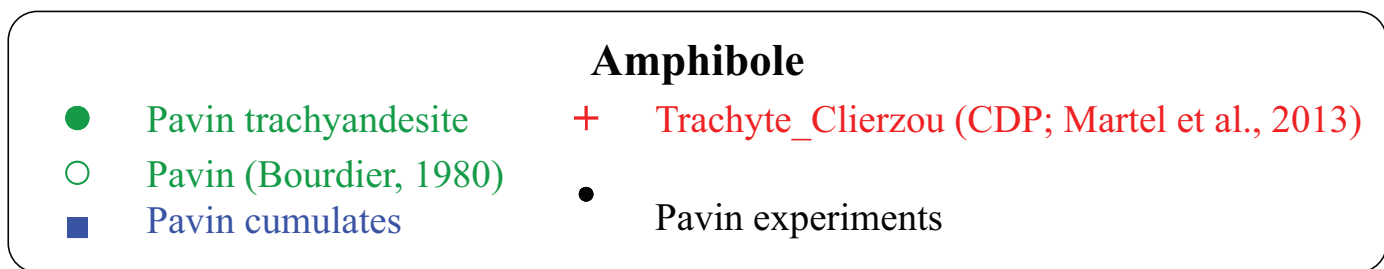 Amphibole
Pavin trachyandesite
Trachyte_Clierzou (CDP; Martel et al., 2013)
Pavin (Bourdier, 1980)
Pavin cumulates
Pavin experiments